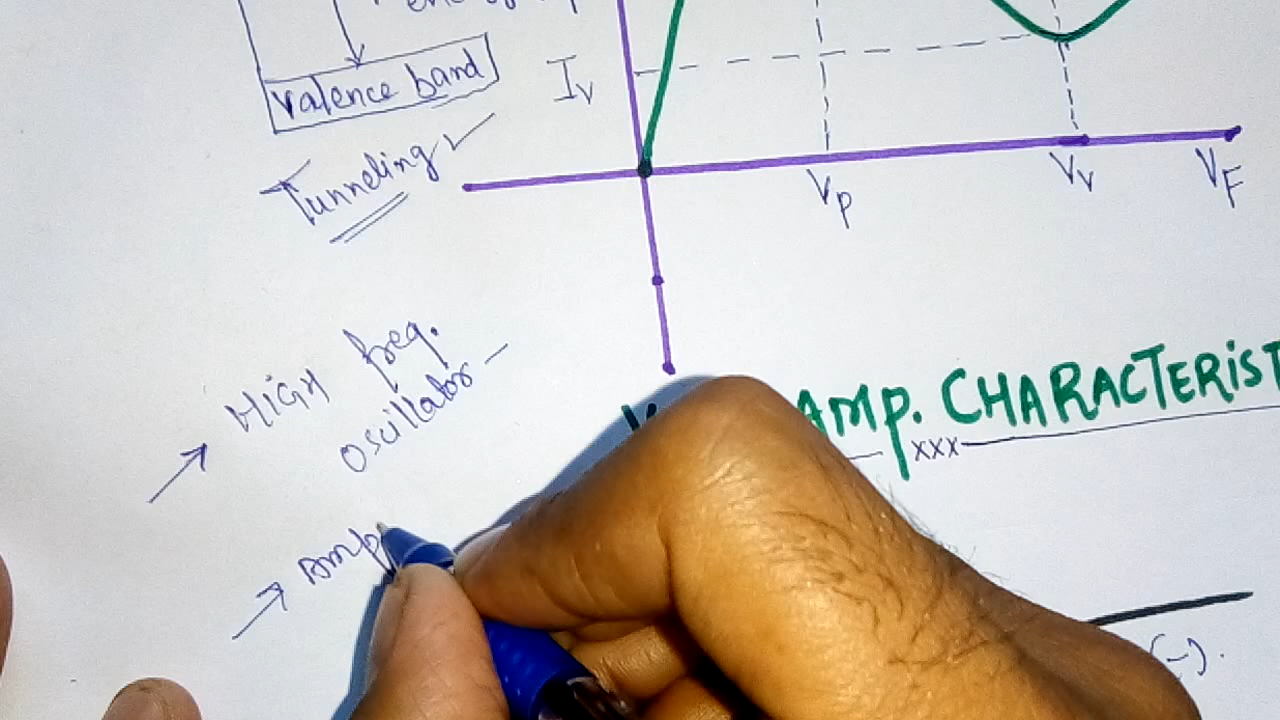 Valence band
Iv
Tunneling
Vp
Vv
VF
HIGH freq.
oscillator -
AMP. CHARACTERIST
xxx
Amp
(-).